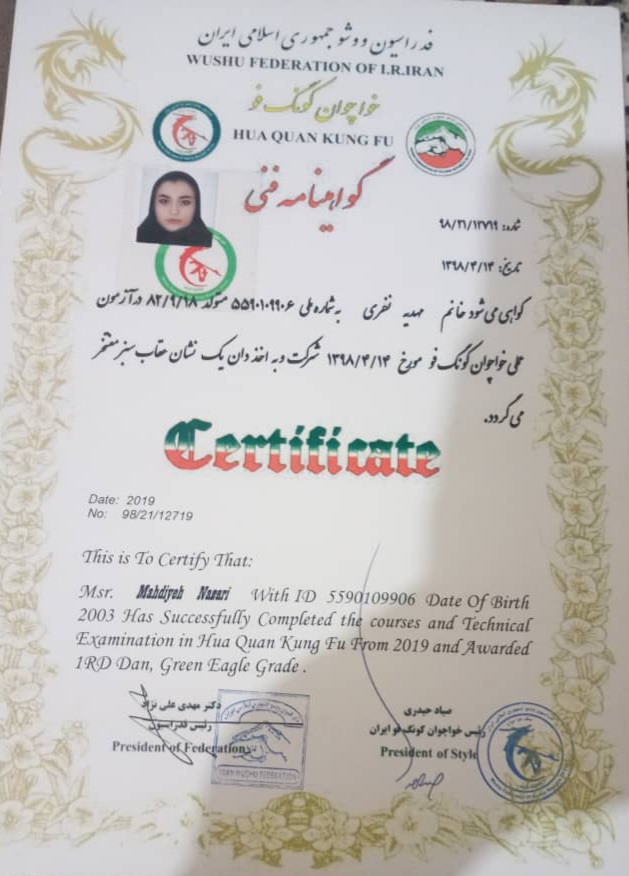 فدراسیون ووشو جمهوری اسلامی ایران
WUSHU FEDERATION OF I.R.IRAN
خواچوان کونگ فو
HUA QUAN KUNG FU
گواهینامه فنی
شماره: ۹۸/۲۱/۱۲۷۱۹
تاریخ: ۱۳۹۸/۴/۱۴
گواهی می شود خانم مهدیه نفری به شماره ملی ۵۵۹۰۱۰۹۹۰۶ متولد ۸۲/۹/۱۸ در آزمون
ملی خواچوان کونگ فو مورخ ۱۳۹۸/۴/۱۴ شرکت و به اخذ دان یک نشان عقاب سبز مفتخر
می گردد.
Certificate
Date: 2019
No: 98/21/12719
This is To Certify That:
Msr. Mahdiyeh Nasari With ID 5590109906 Date Of Birth
2003 Has Successfully Completed the courses and Technical
Examination in Hua Quan Kung Fu From 2019 and Awarded
1RD Dan, Green Eagle Grade .
دکتر مهدی علی نژاد
رئیس فدراسیون
President of Federation
IRAN WUSHU FEDERATION
صیاد حیدری
رئیس خواچوان کونگ فو ایران
President of Style